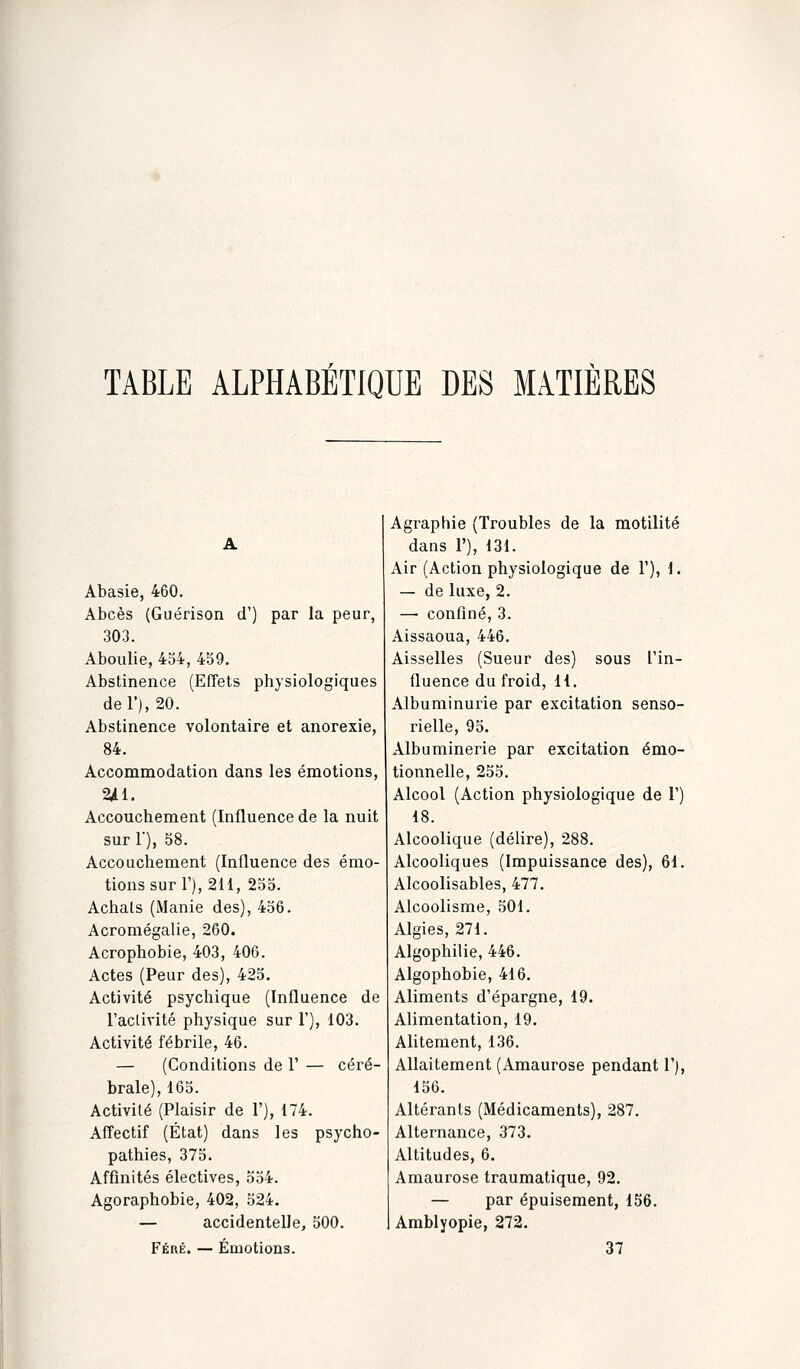 TABLE ALPHABÉTIQUE DES MATIÈRES
A
Abasie, 460.
Abcès (Guérison d') par la peur,
303.
Aboulie, 454, 459.
Abstinence (Effets physiologiques
de l'), 20.
Abstinence volontaire et anorexie,
84.
Accommodation dans les émotions,
211.
Accouchement (Influence de la nuit
sur l'), 58.
Accouchement (Influence des émo-
tions sur l'), 211, 255.
Achats (Manie des), 456.
Acromégalie, 260.
Acrophobie, 403, 406.
Actes (Peur des), 425.
Activité psychique (Influence de
l'activité physique sur l'), 103.
Activité fébrile, 46.
— (Conditions de l' — céré-
brale), 165.
Activité (Plaisir de l'), 174.
Affectif (État) dans les psycho-
pathies, 375.
Affinités électives, 554.
Agoraphobie, 402, 524.
— accidentelle, 500.
Agraphie (Troubles de la motilité
dans l'), 131.
Air (Action physiologique de l'), 1.
— de luxe, 2.
— confiné, 3.
Aissaoua, 446.
Aisselles (Sueur des) sous l'in-
fluence du froid, 11.
Albuminurie par excitation senso-
rielle, 95.
Albuminerie par excitation émo-
tionnelle, 255.
Alcool (Action physiologique de l')
18.
Alcoolique (délire), 288.
Alcooliques (Impuissance des), 61.
Alcoolisables, 477.
Alcoolisme, 501.
Algies, 271.
Algophilie, 446.
Algophobie, 416.
Aliments d'épargne, 19.
Alimentation, 19.
Alitement, 136.
Allaitement (Amaurose pendant l'),
156.
Altérants (Médicaments), 287.
Alternance, 373.
Altitudes, 6.
Amaurose traumatique, 92.
— par épuisement, 156.
Amblyopie, 272.
FÉRÉ. — Émotions. 37